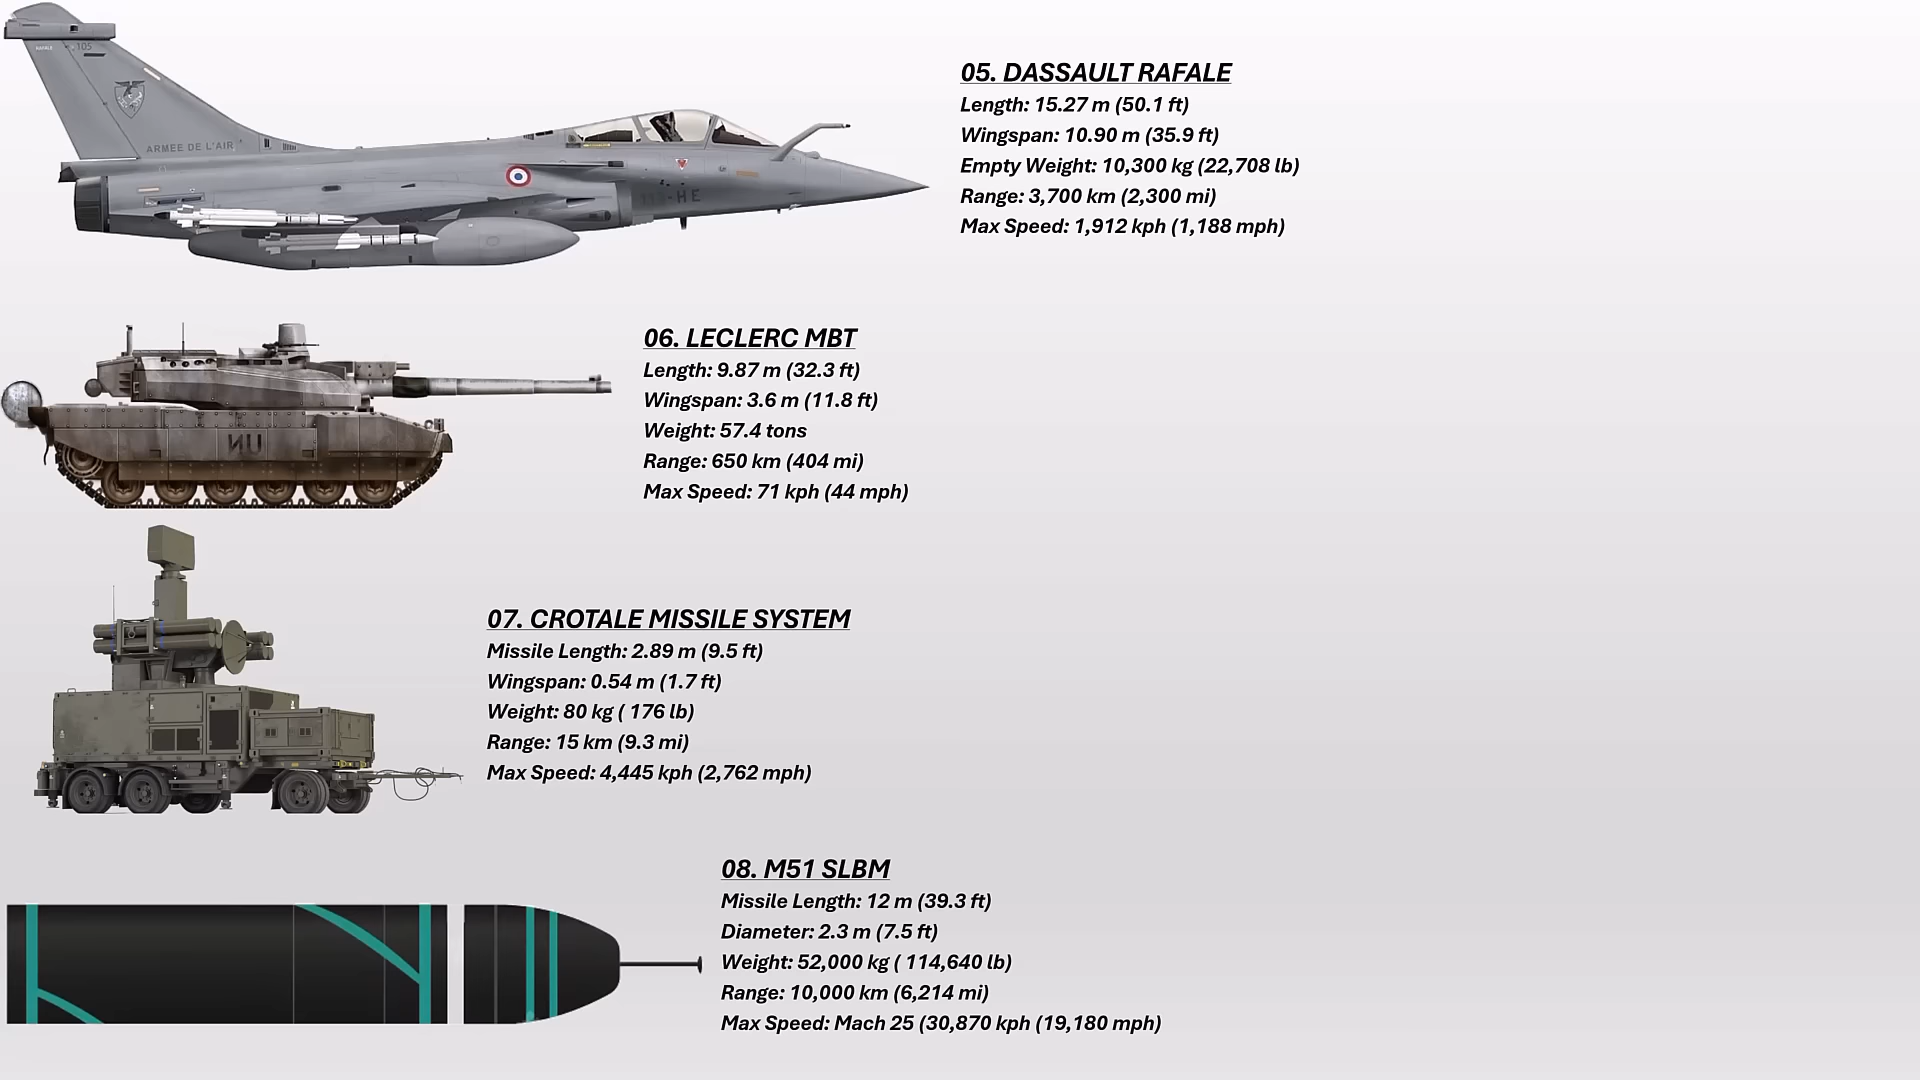 RAFALE 105
ARMEE DE L'AIR
113-HE
05. DASSAULT RAFALE
Length: 15.27 m (50.1 ft)
Wingspan: 10.90 m (35.9 ft)
Empty Weight: 10,300 kg (22,708 lb)
Range: 3,700 km (2,300 mi)
Max Speed: 1,912 kph (1,188 mph)
06. LECLERC MBT
Length: 9.87 m (32.3 ft)
Wingspan: 3.6 m (11.8 ft)
Weight: 57.4 tons
Range: 650 km (404 mi)
Max Speed: 71 kph (44 mph)
UN
07. CROTALE MISSILE SYSTEM
Missile Length: 2.89 m (9.5 ft)
Wingspan: 0.54 m (1.7 ft)
Weight: 80 kg ( 176 lb)
Range: 15 km (9.3 mi)
Max Speed: 4,445 kph (2,762 mph)
08. M51 SLBM
Missile Length: 12 m (39.3 ft)
Diameter: 2.3 m (7.5 ft)
Weight: 52,000 kg ( 114,640 lb)
Range: 10,000 km (6,214 mi)
Max Speed: Mach 25 (30,870 kph (19,180 mph)